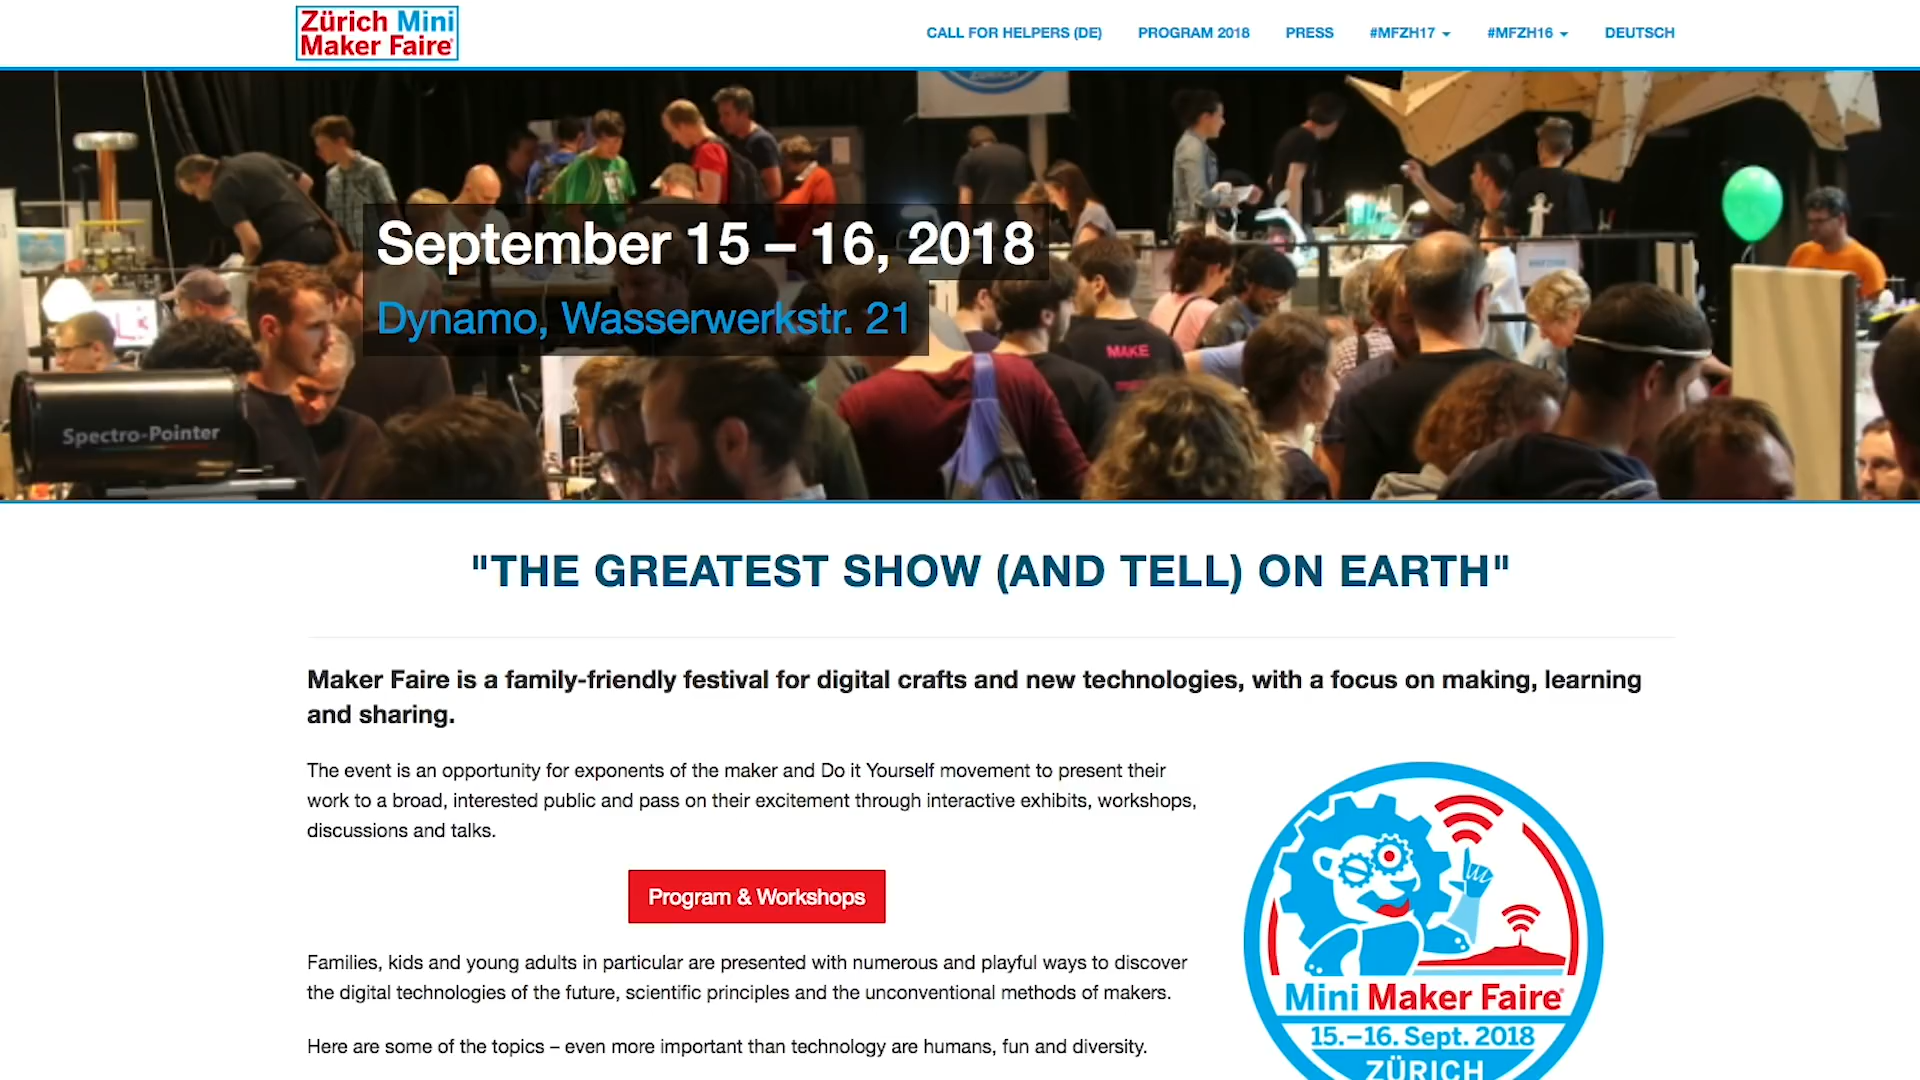 Zürich Mini
Maker Faire®
CALL FOR HELPERS (DE)
PROGRAM 2018
PRESS
#MFZH17
#MFZH16
DEUTSCH
ZÜRICH
September 15 – 16, 2018
Dynamo, Wasserwerkstr. 21
MAKE
Spectro-Pointer
"THE GREATEST SHOW (AND TELL) ON EARTH"
Maker Faire is a family-friendly festival for digital crafts and new technologies, with a focus on making, learning
and sharing.
The event is an opportunity for exponents of the maker and Do it Yourself movement to present their
work to a broad, interested public and pass on their excitement through interactive exhibits, workshops,
discussions and talks.
Program & Workshops
Families, kids and young adults in particular are presented with numerous and playful ways to discover
the digital technologies of the future, scientific principles and the unconventional methods of makers.
Here are some of the topics – even more important than technology are humans, fun and diversity.
Mini Maker Faire®
15.–16. Sept. 2018
ZÜRICH